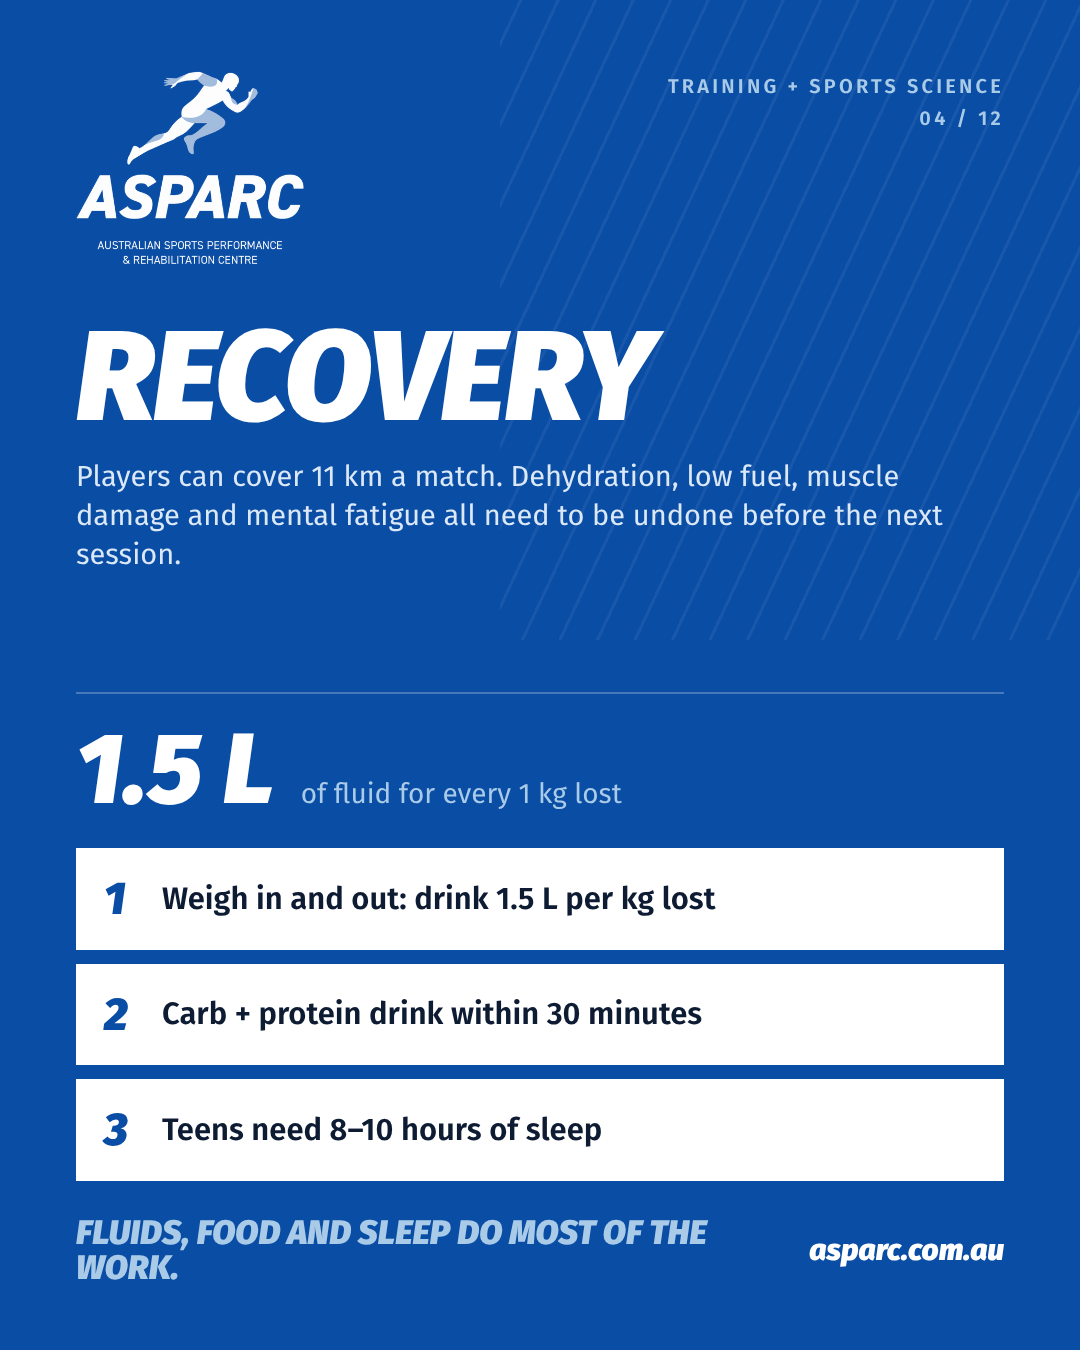 ASPARC
AUSTRALIAN SPORTS PERFORMANCE
& REHABILITATION CENTRE
TRAINING + SPORTS SCIENCE
04 / 12
RECOVERY
Players can cover 11 km a match. Dehydration, low fuel, muscle
damage and mental fatigue all need to be undone before the next
session.
1.5 L of fluid for every 1 kg lost
1 Weigh in and out: drink 1.5 L per kg lost
2 Carb + protein drink within 30 minutes
3 Teens need 8–10 hours of sleep
FLUIDS, FOOD AND SLEEP DO MOST OF THE
WORK.
asparc.com.au